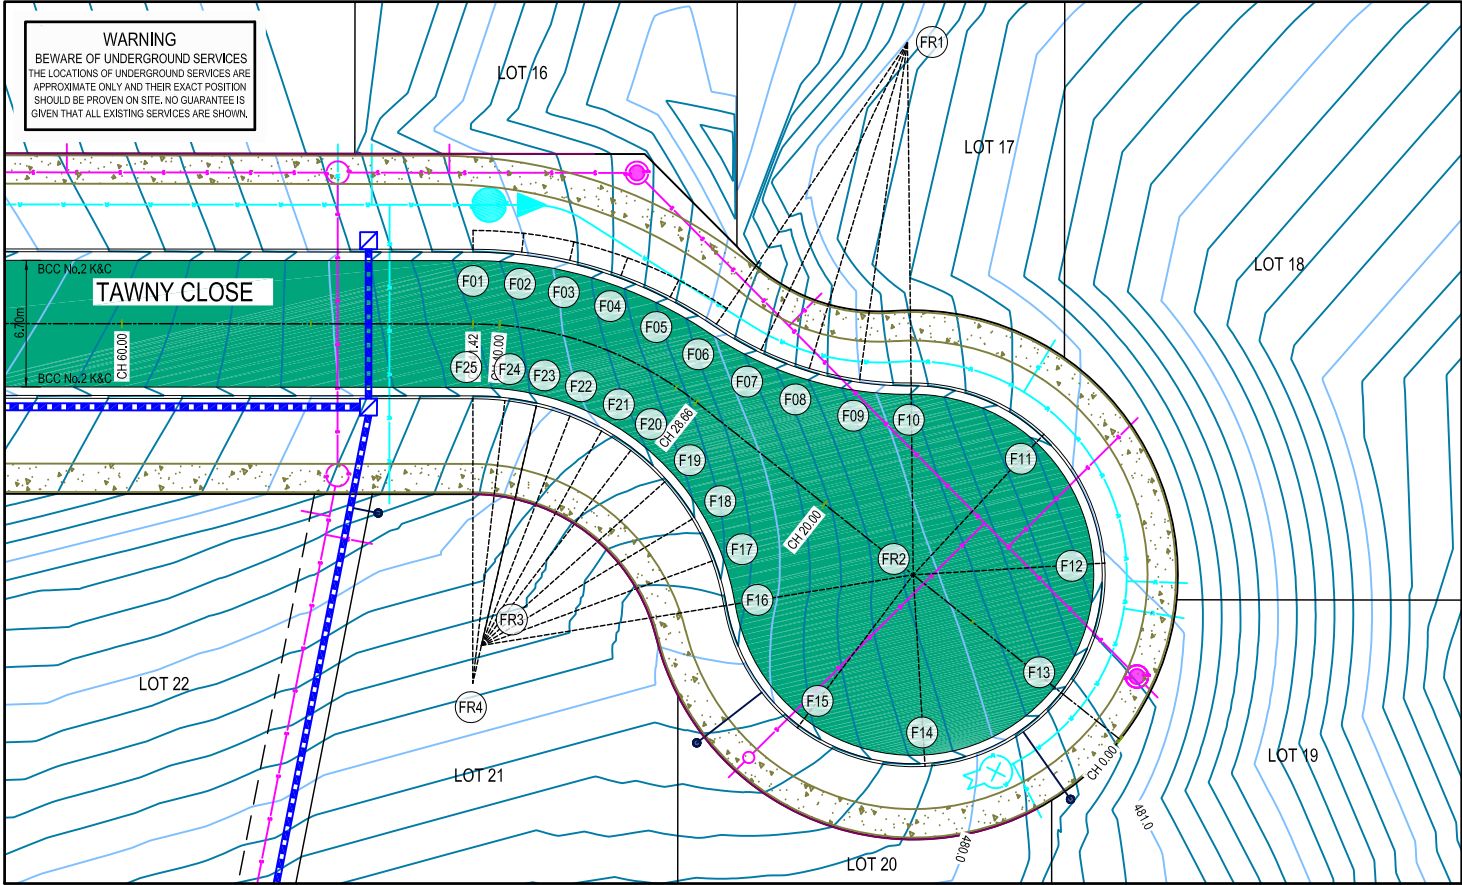 WARNING
BEWARE OF UNDERGROUND SERVICES
THE LOCATIONS OF UNDERGROUND SERVICES ARE
APPROXIMATE ONLY AND THEIR EXACT POSITION
SHOULD BE PROVEN ON SITE. NO GUARANTEE IS
GIVEN THAT ALL EXISTING SERVICES ARE SHOWN.
LOT 16
FR1
LOT 17
LOT 18
BCC No.2 K&C
TAWNY CLOSE
6.70m
CH 60.00
BCC No.2 K&C
F01
F02
F03
F04
F05
F06
F07
F08
F09
F10
F11
F12
F13
F14
F15
F16
F17
F18
F19
F20
F21
F22
F23
F24
F25
.42
CH 28.66
CH 20.00
FR2
FR3
FR4
LOT 22
LOT 21
LOT 20
LOT 19
CH 0.00
481.0
480.0